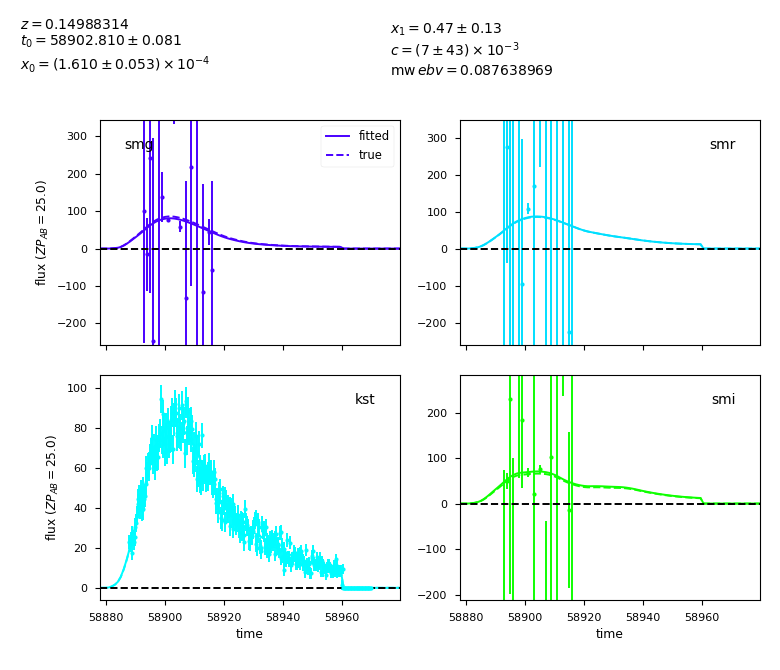 z = 0.14988314
t₀ = 58902.810 ± 0.081
x₀ = (1.610 ± 0.053) × 10⁻⁴
x₁ = 0.47 ± 0.13
c = (7 ± 43) × 10⁻³
mw ebv = 0.087638969
smg
fitted
true
300
200
100
0
−100
−200
flux (ZP_AB = 25.0)
smr
300
200
100
0
−100
−200
kst
100
80
60
40
20
0
flux (ZP_AB = 25.0)
58880 58900 58920 58940 58960
time
smi
200
100
0
−100
−200
58880 58900 58920 58940 58960
time